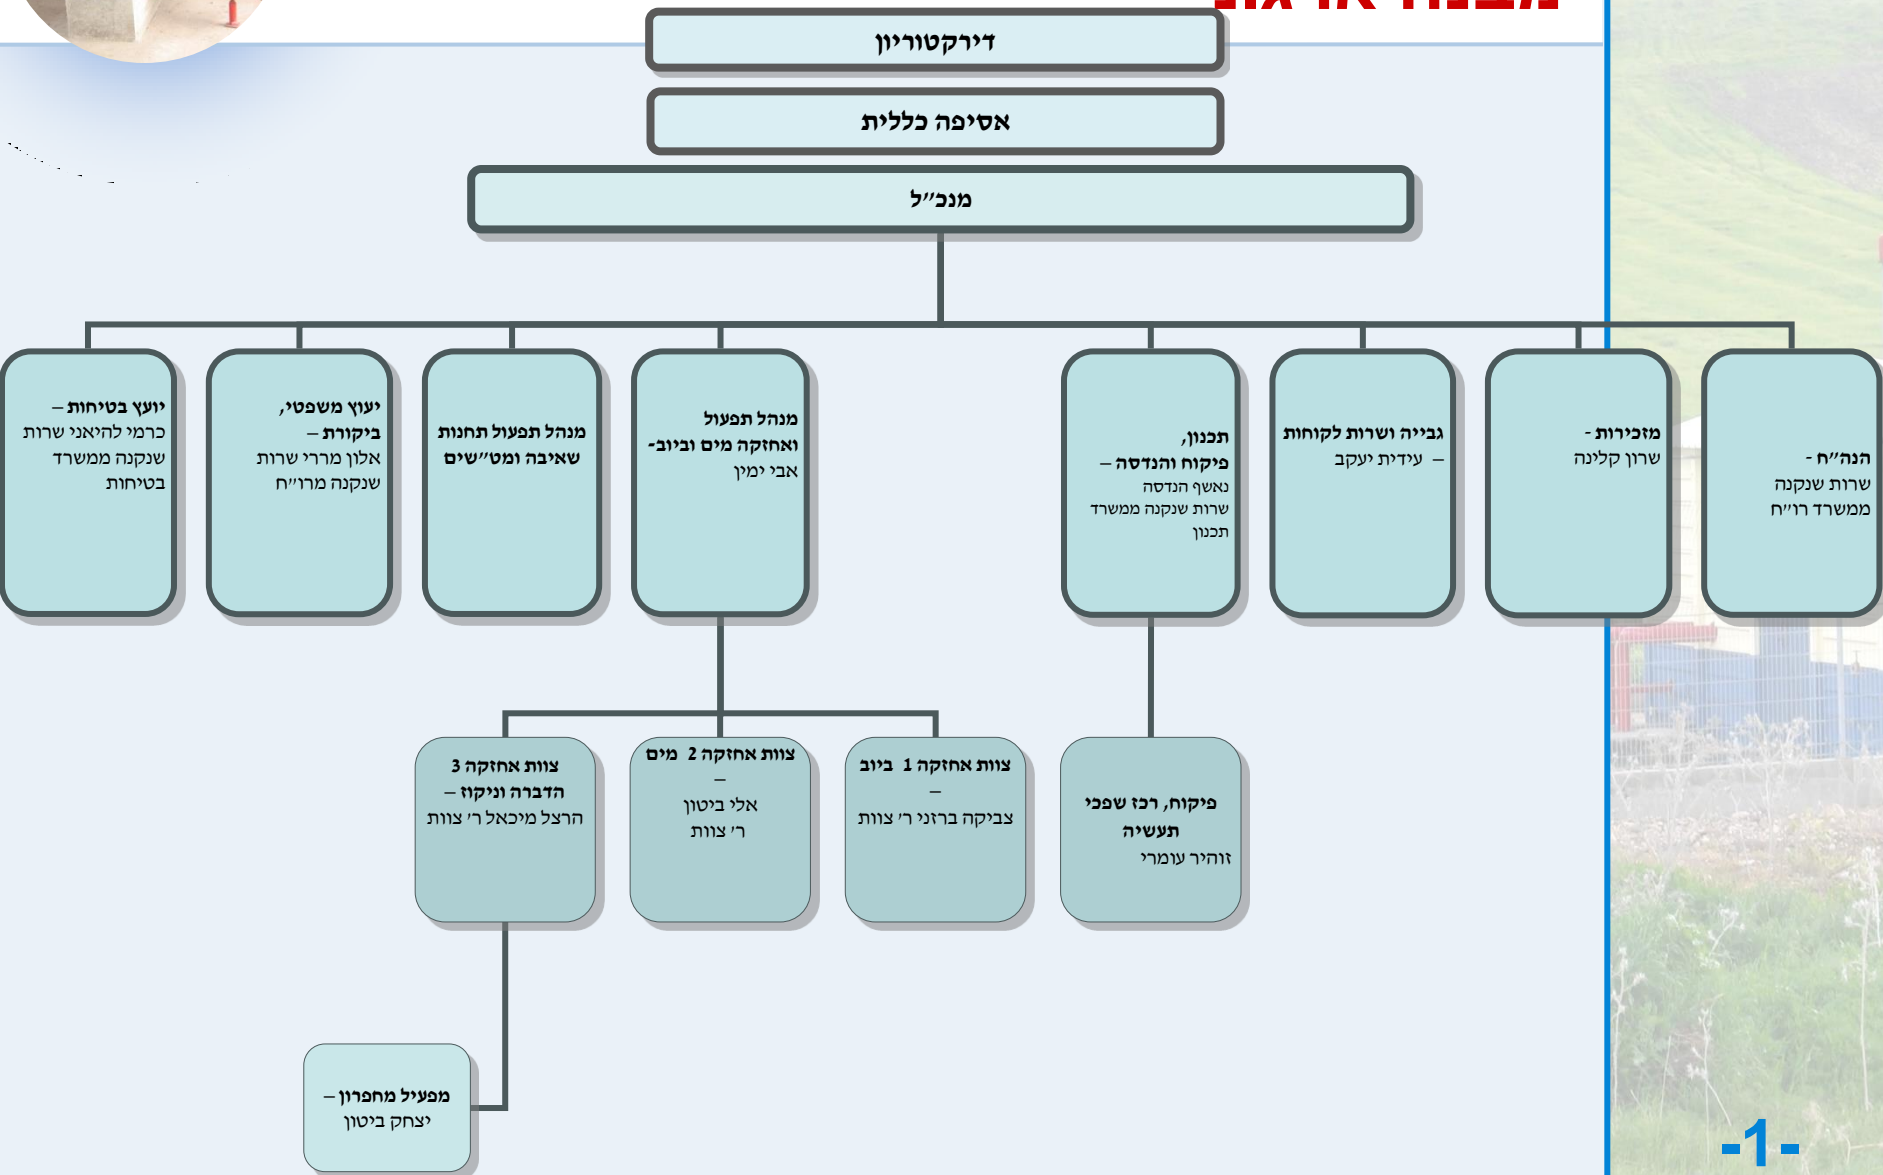 דירקטוריון
אסיפה כללית
מנכ״ל
הנה״ח -
שרות שנקנה
ממשרד רו״ח
מזכירות -
שרון קלינה
גבייה ושרות לקוחות
– עידית יעקב
תכנון,
פיקוח והנדסה –
נאשף הנדסה
שרות שנקנה ממשרד
תכנון
מנהל תפעול
ואחזקה מים וביוב-
אבי ימין
מנהל תפעול תחנות
שאיבה ומט״שים
יעוץ משפטי,
ביקורת –
אלון מררי שרות
שנקנה מרו״ח
יועץ בטיחות –
כרמי להיאני שרות
שנקנה ממשרד
בטיחות
פיקוח, רכז שפכי
תעשיה
זוהיר עומרי
צוות אחזקה 1 ביוב
–
צביקה ברזני ר׳ צוות
צוות אחזקה 2 מים
–
אלי ביטון
ר׳ צוות
צוות אחזקה 3
הדברה וניקוז –
הרצל מיכאל ר׳ צוות
מפעיל מחפרון –
יצחק ביטון
-1-